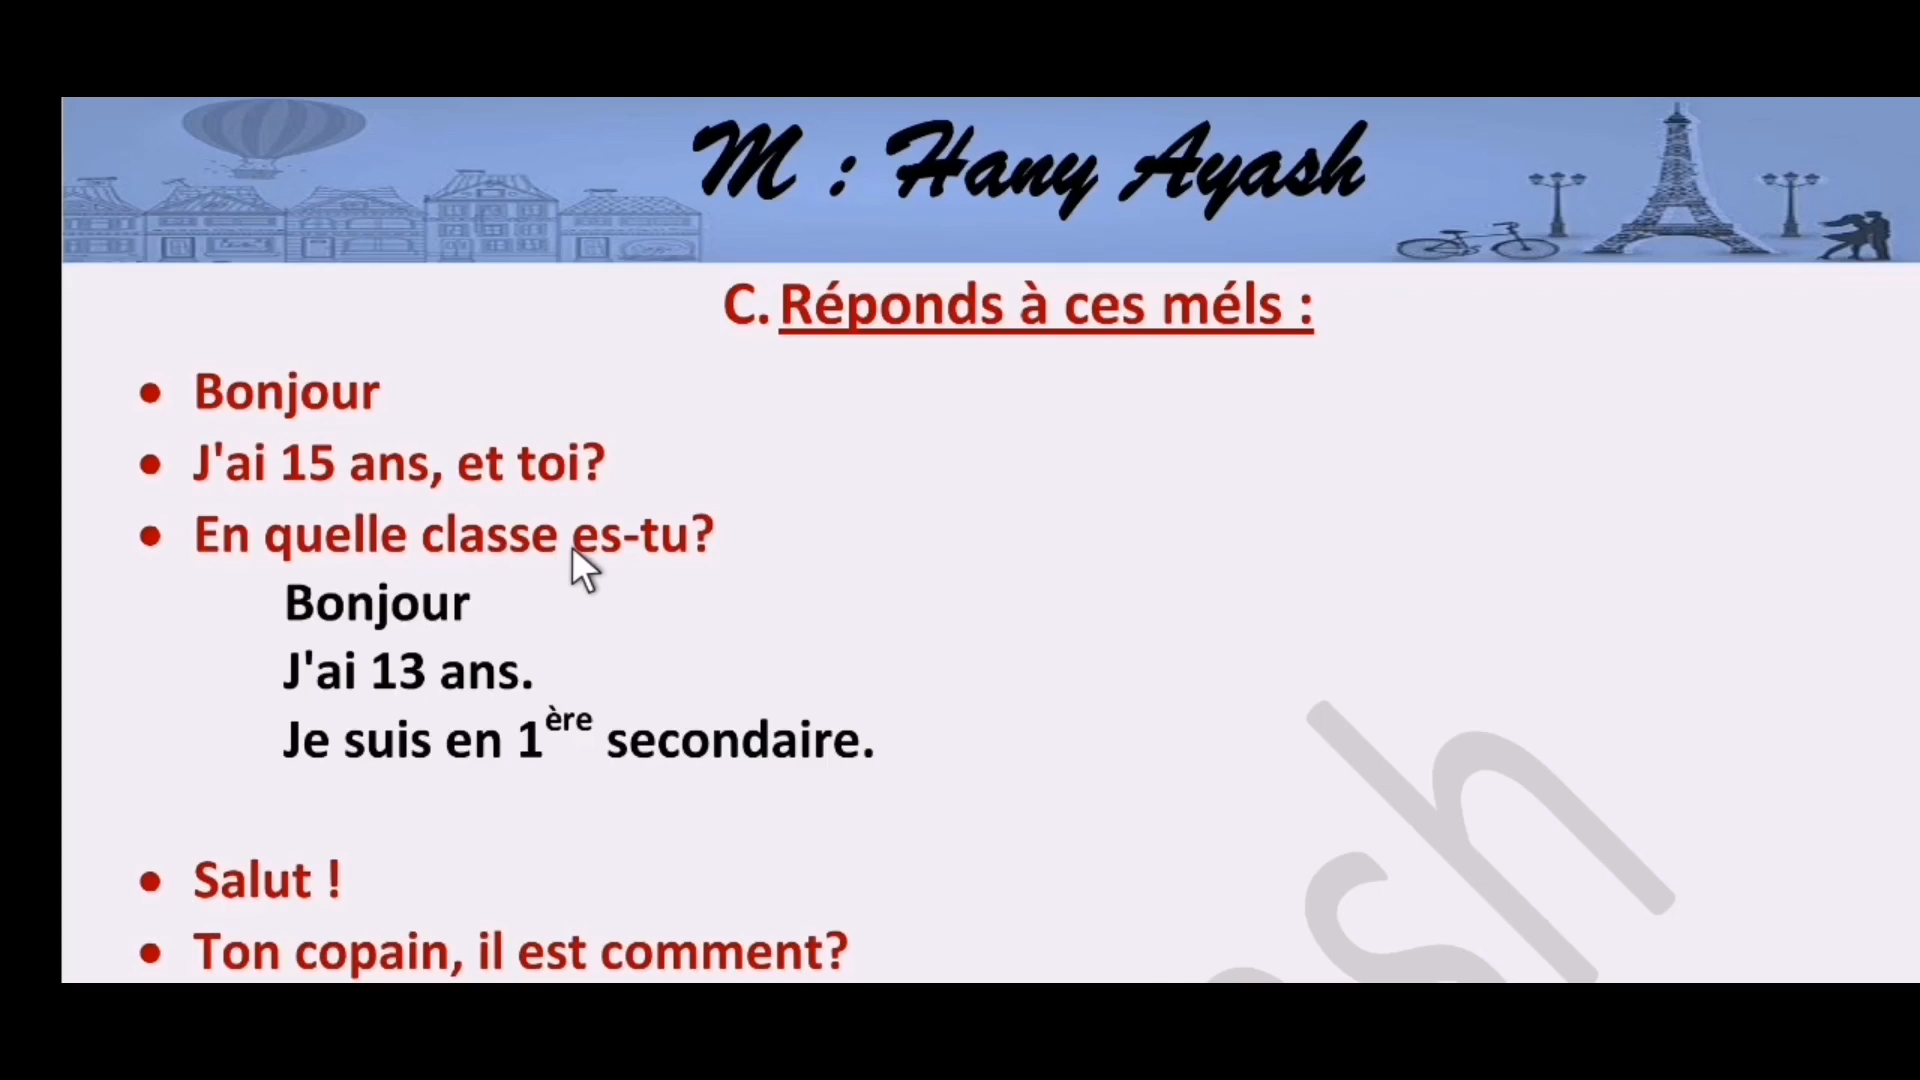 M : Hany Ayash
C. Réponds à ces méls :
• Bonjour
• J'ai 15 ans, et toi?
• En quelle classe es-tu?
Bonjour
J'ai 13 ans.
Je suis en 1ère secondaire.
• Salut !
• Ton copain, il est comment?
sh